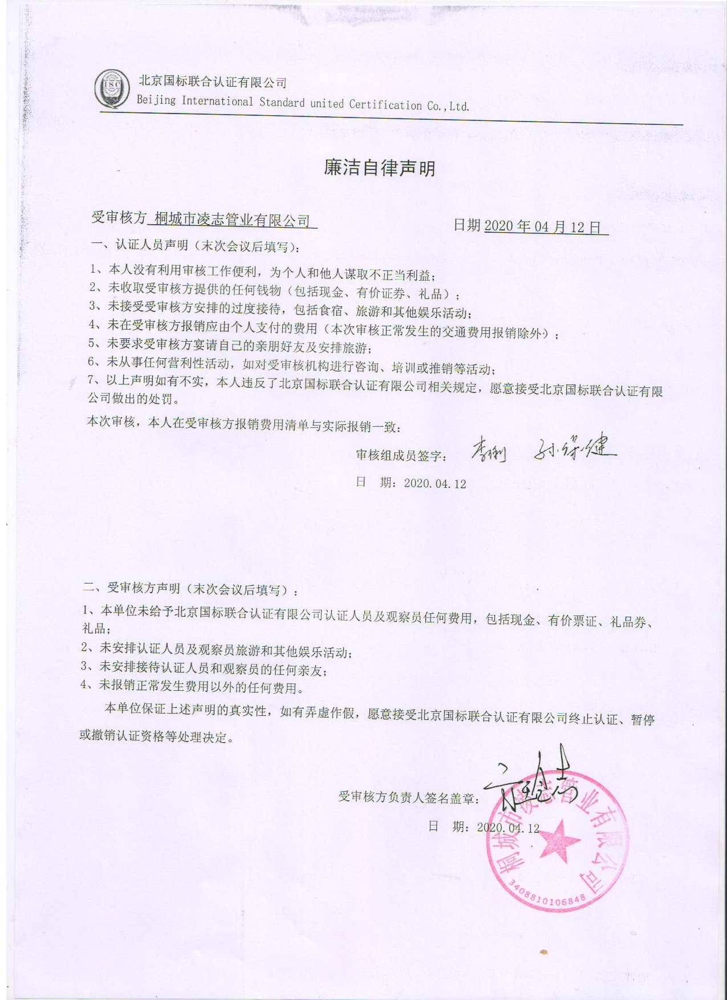 ISC
北京国标联合认证有限公司
Beijing International Standard united Certification Co.,Ltd.
廉洁自律声明
受审核方 桐城市凌志管业有限公司 日期 2020 年 04 月 12 日
一、认证人员声明（末次会议后填写）：
1、本人没有利用审核工作便利，为个人和他人谋取不正当利益；
2、未收取受审核方提供的任何钱物（包括现金、有价证券、礼品）；
3、未接受受审核方安排的过度接待，包括食宿、旅游和其他娱乐活动；
4、未在受审核方报销应由个人支付的费用（本次审核正常发生的交通费用报销除外）；
5、未要求受审核方宴请自己的亲朋好友及安排旅游；
6、未从事任何营利性活动，如对受审核机构进行咨询、培训或推销等活动；
7、以上声明如有不实，本人违反了北京国标联合认证有限公司相关规定，愿意接受北京国标联合认证有限
公司做出的处罚。
本次审核，本人在受审核方报销费用清单与实际报销一致：
审核组成员签字： 李俐 孙保健
日 期：2020.04.12
二、受审核方声明（末次会议后填写）：
1、本单位未给予北京国标联合认证有限公司认证人员及观察员任何费用，包括现金、有价票证、礼品券、
礼品；
2、未安排认证人员及观察员旅游和其他娱乐活动；
3、未安排接待认证人员和观察员的任何亲友；
4、未报销正常发生费用以外的任何费用。
本单位保证上述声明的真实性，如有弄虚作假，愿意接受北京国标联合认证有限公司终止认证、暂停
或撤销认证资格等处理决定。
受审核方负责人签名盖章：
日 期：2020.04.12
桐城市凌志管业有限公司
3408810106848